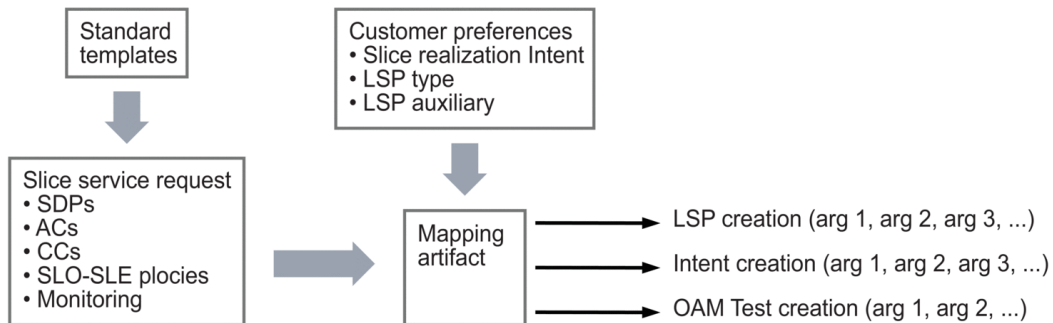 Standard
templates
Customer preferences
• Slice realization Intent
• LSP type
• LSP auxiliary
Slice service request
• SDPs
• ACs
• CCs
• SLO-SLE plocies
• Monitoring
Mapping
artifact
LSP creation (arg 1, arg 2, arg 3, ...)
Intent creation (arg 1, arg 2, arg 3, ...)
OAM Test creation (arg 1, arg 2, ...)